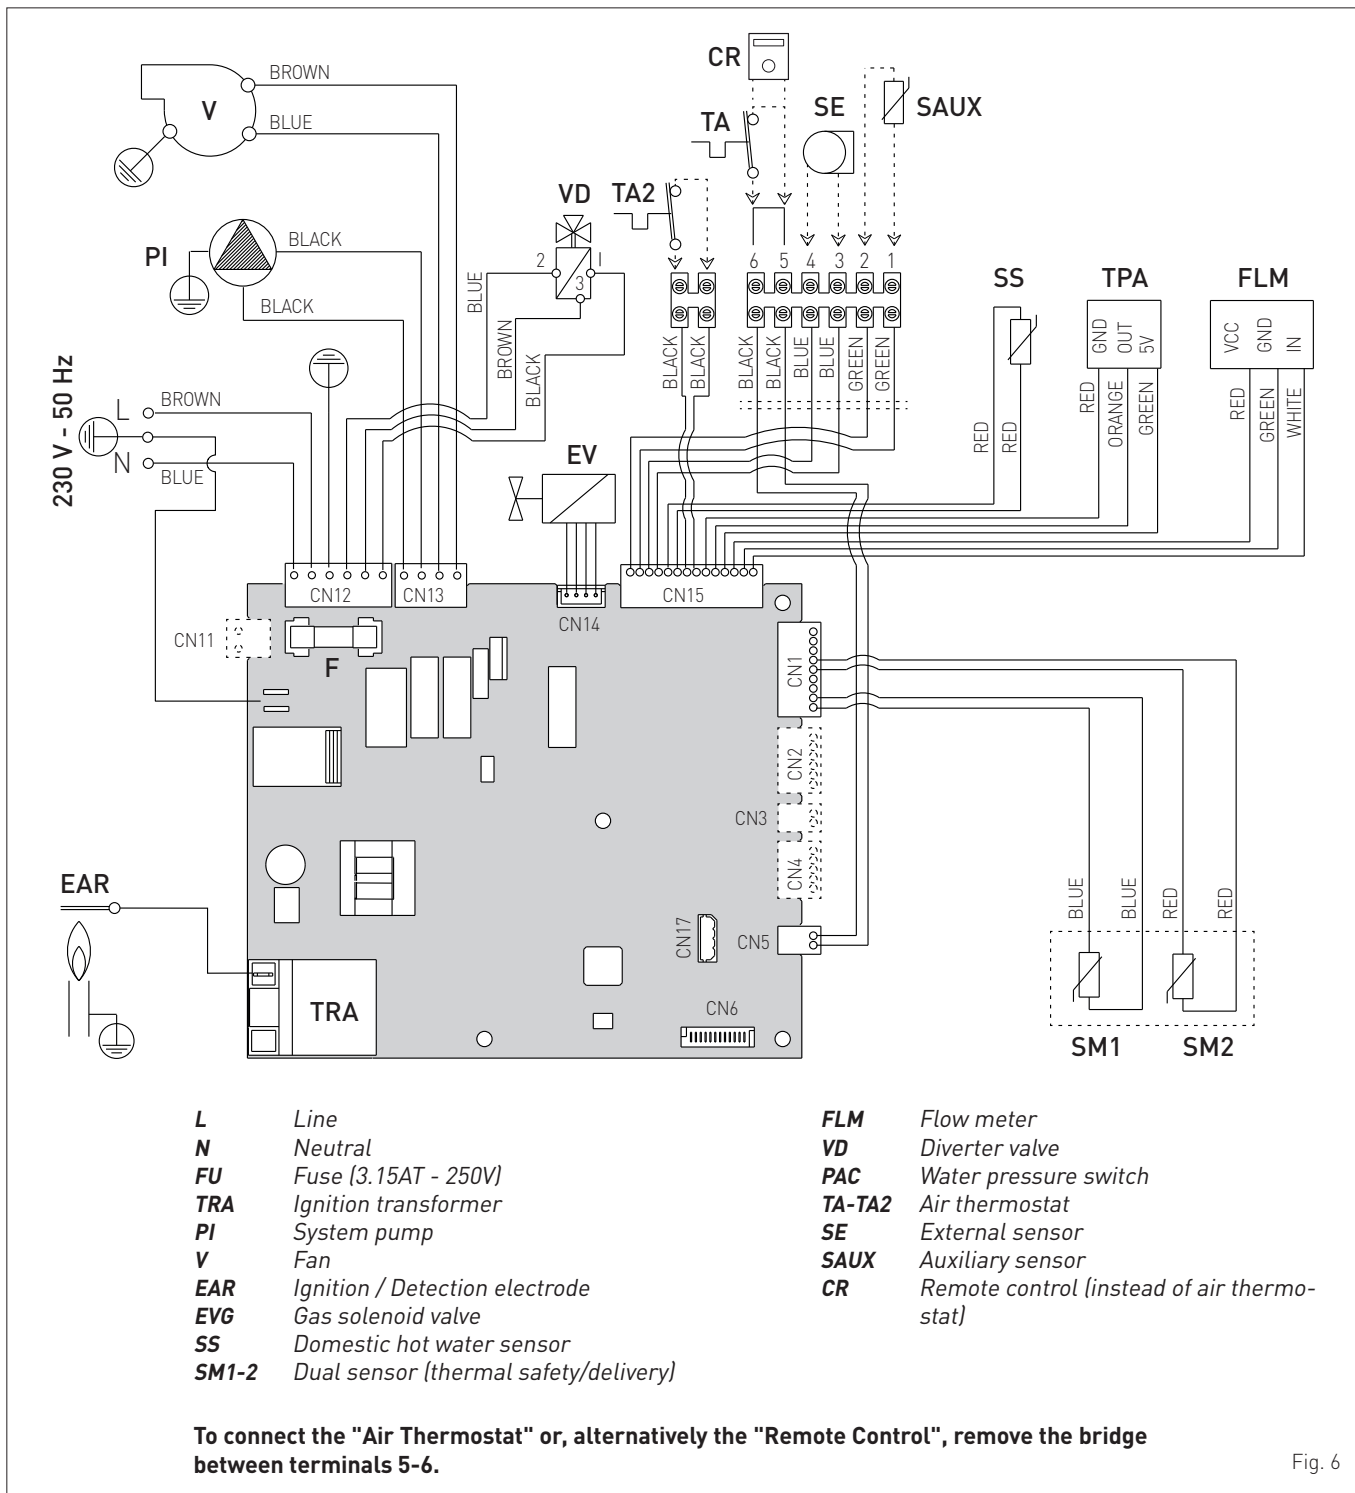 BROWN
V
BLUE
PI
BLACK
BLACK
230 V - 50 Hz
L
BROWN
N
BLUE
VD
2
1
3
BLUE
BROWN
BLACK
CR
TA
SE
SAUX
TA2
6
5
4
3
2
1
BLACK
BLACK
BLACK
BLACK
BLUE
BLUE
GREEN
GREEN
SS
TPA
FLM
GND
OUT
5V
VCC
GND
IN
RED
RED
RED
ORANGE
GREEN
RED
GREEN
WHITE
EV
CN12
CN13
CN14
CN15
CN11
F
CN1
CN2
CN3
CN4
CN17
CN5
CN6
EAR
TRA
BLUE
BLUE
RED
RED
SM1
SM2
L Line
N Neutral
FU Fuse (3.15AT - 250V)
TRA Ignition transformer
PI System pump
V Fan
EAR Ignition / Detection electrode
EVG Gas solenoid valve
SS Domestic hot water sensor
SM1-2 Dual sensor (thermal safety/delivery)
FLM Flow meter
VD Diverter valve
PAC Water pressure switch
TA-TA2 Air thermostat
SE External sensor
SAUX Auxiliary sensor
CR Remote control (instead of air thermo-
stat)
To connect the "Air Thermostat" or, alternatively the "Remote Control", remove the bridge
between terminals 5-6.
Fig. 6